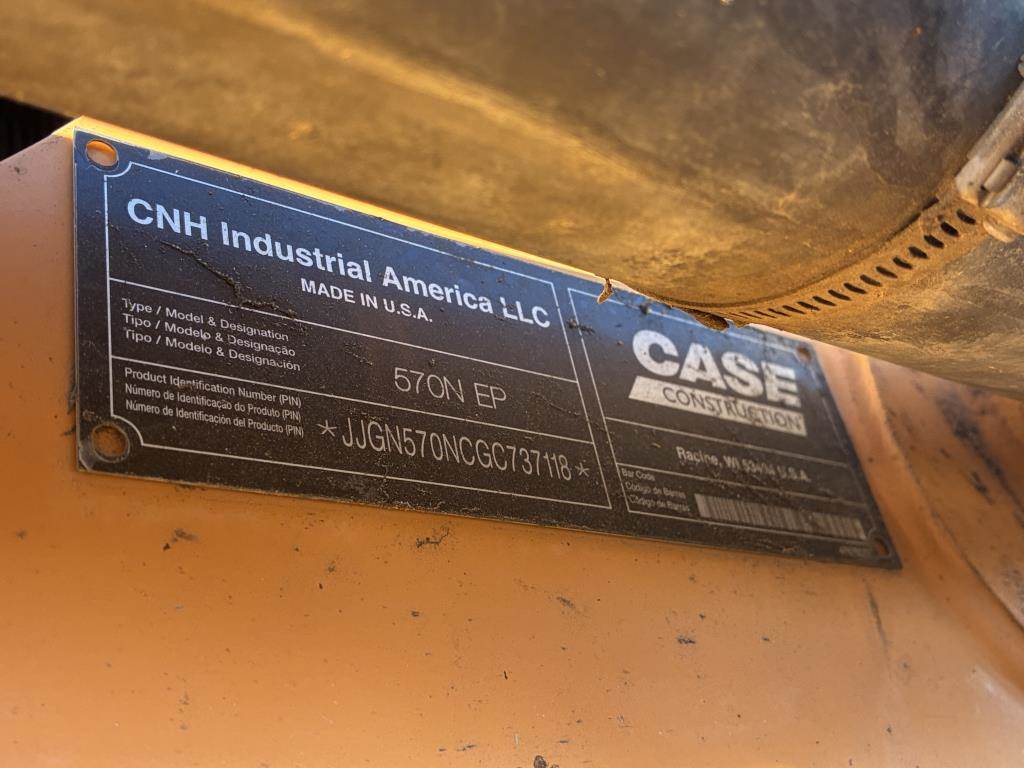 CNH Industrial America LLC
MADE IN U.S.A.
Type / Model & Designation
Tipo / Modelo & Designação
Tipo / Modelo & Designación
570N EP
Product Identification Number (PIN)
Número de Identificação do Produto (PIN)
Número de Identificación del Producto (PIN)
*JJGN570NCGC737118*
CASE
CONSTRUCTION
Racine, WI 53404 U.S.A.
Bar Code
Código de Barras
Código de Barras